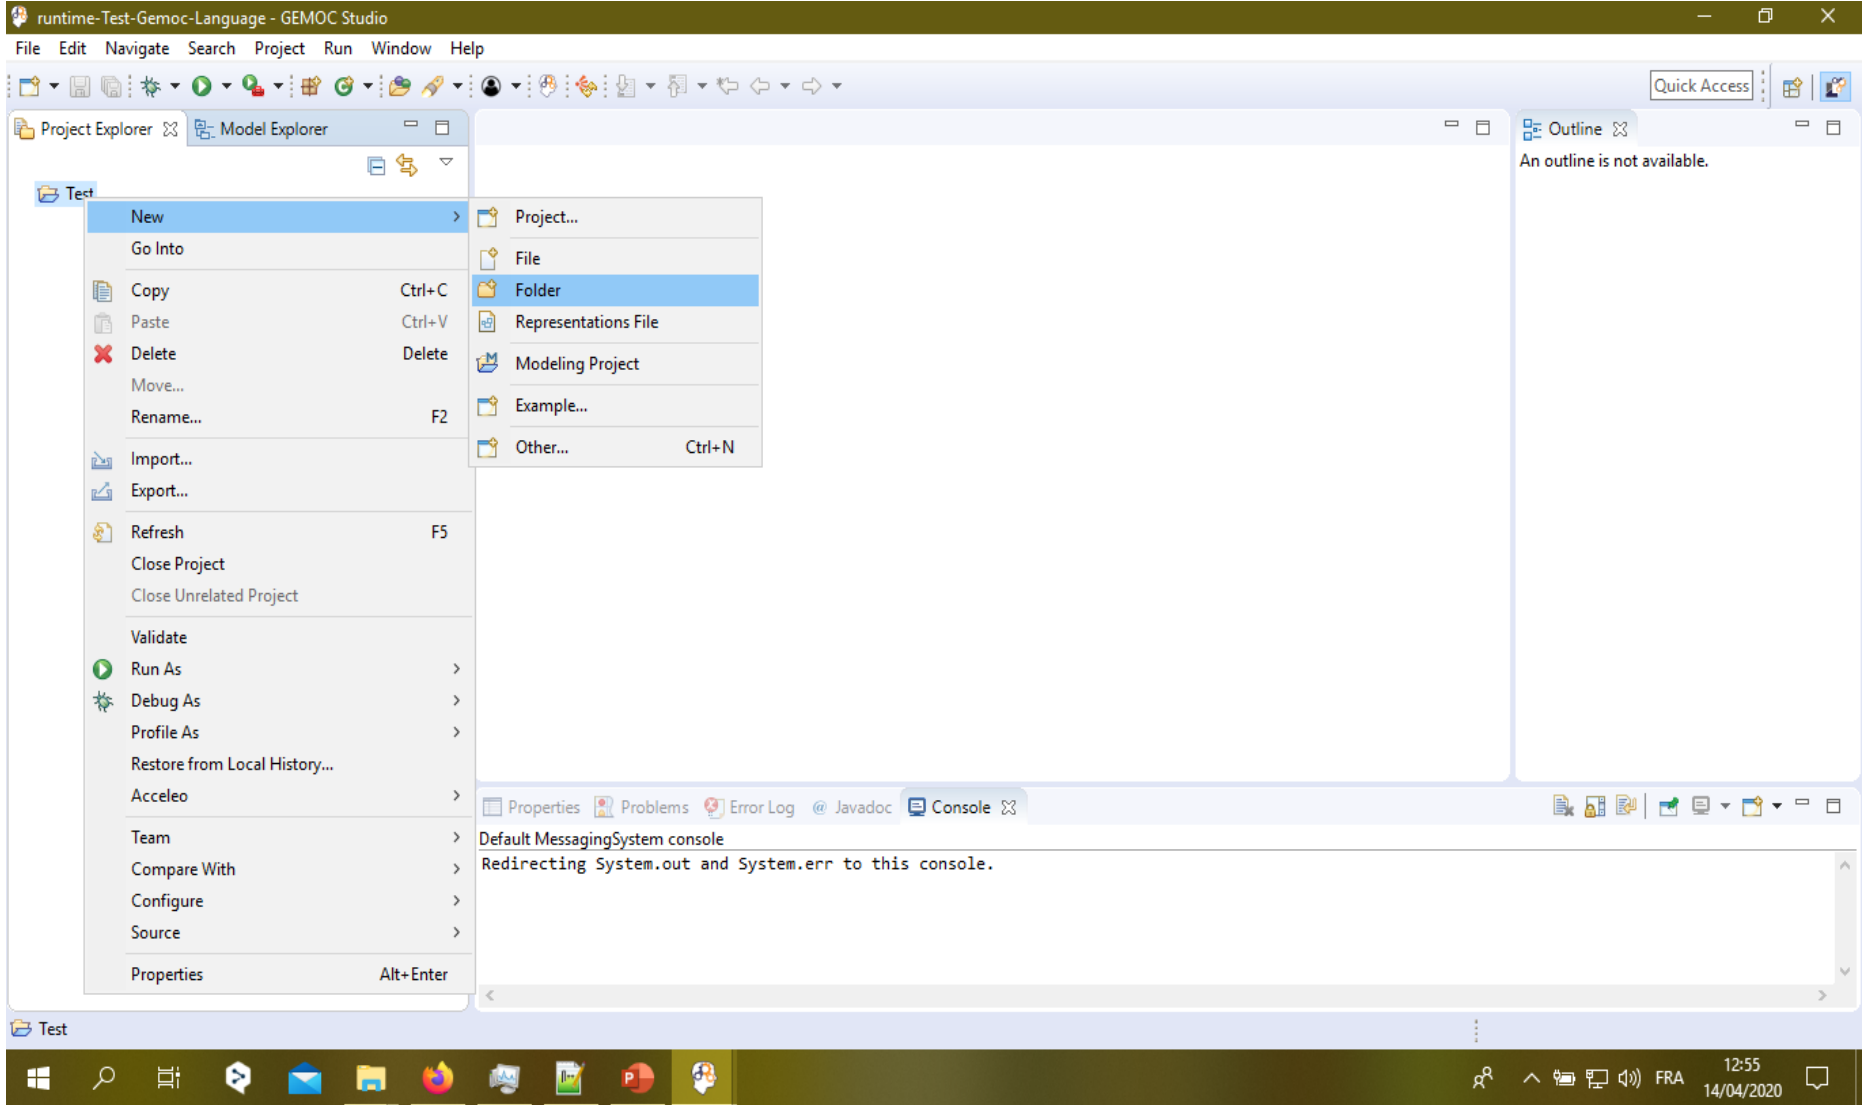 runtime-Test-Gemoc-Language - GEMOC Studio
File Edit Navigate Search Project Run Window Help
Quick Access
Project Explorer
Model Explorer
Test
New
Go Into
Copy Ctrl+C
Paste Ctrl+V
Delete Delete
Move...
Rename... F2
Import...
Export...
Refresh F5
Close Project
Close Unrelated Project
Validate
Run As
Debug As
Profile As
Restore from Local History...
Acceleo
Team
Compare With
Configure
Source
Properties Alt+Enter
Project...
File
Folder
Representations File
Modeling Project
Example...
Other... Ctrl+N
Outline
An outline is not available.
Properties Problems Error Log @ Javadoc Console
Default MessagingSystem console
Redirecting System.out and System.err to this console.
Test
FRA
12:55
14/04/2020